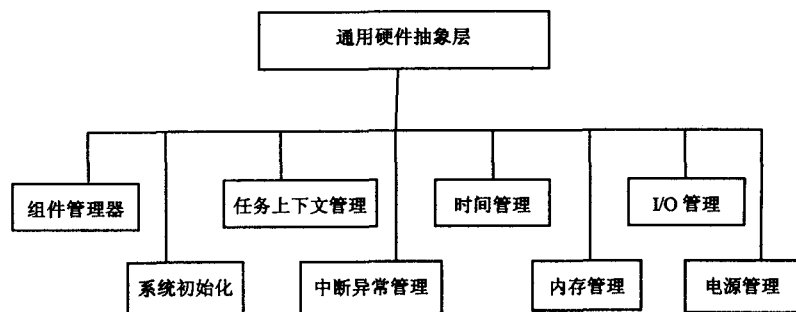 通用硬件抽象层
组件管理器
任务上下文管理
时间管理
I/O 管理
系统初始化
中断异常管理
内存管理
电源管理